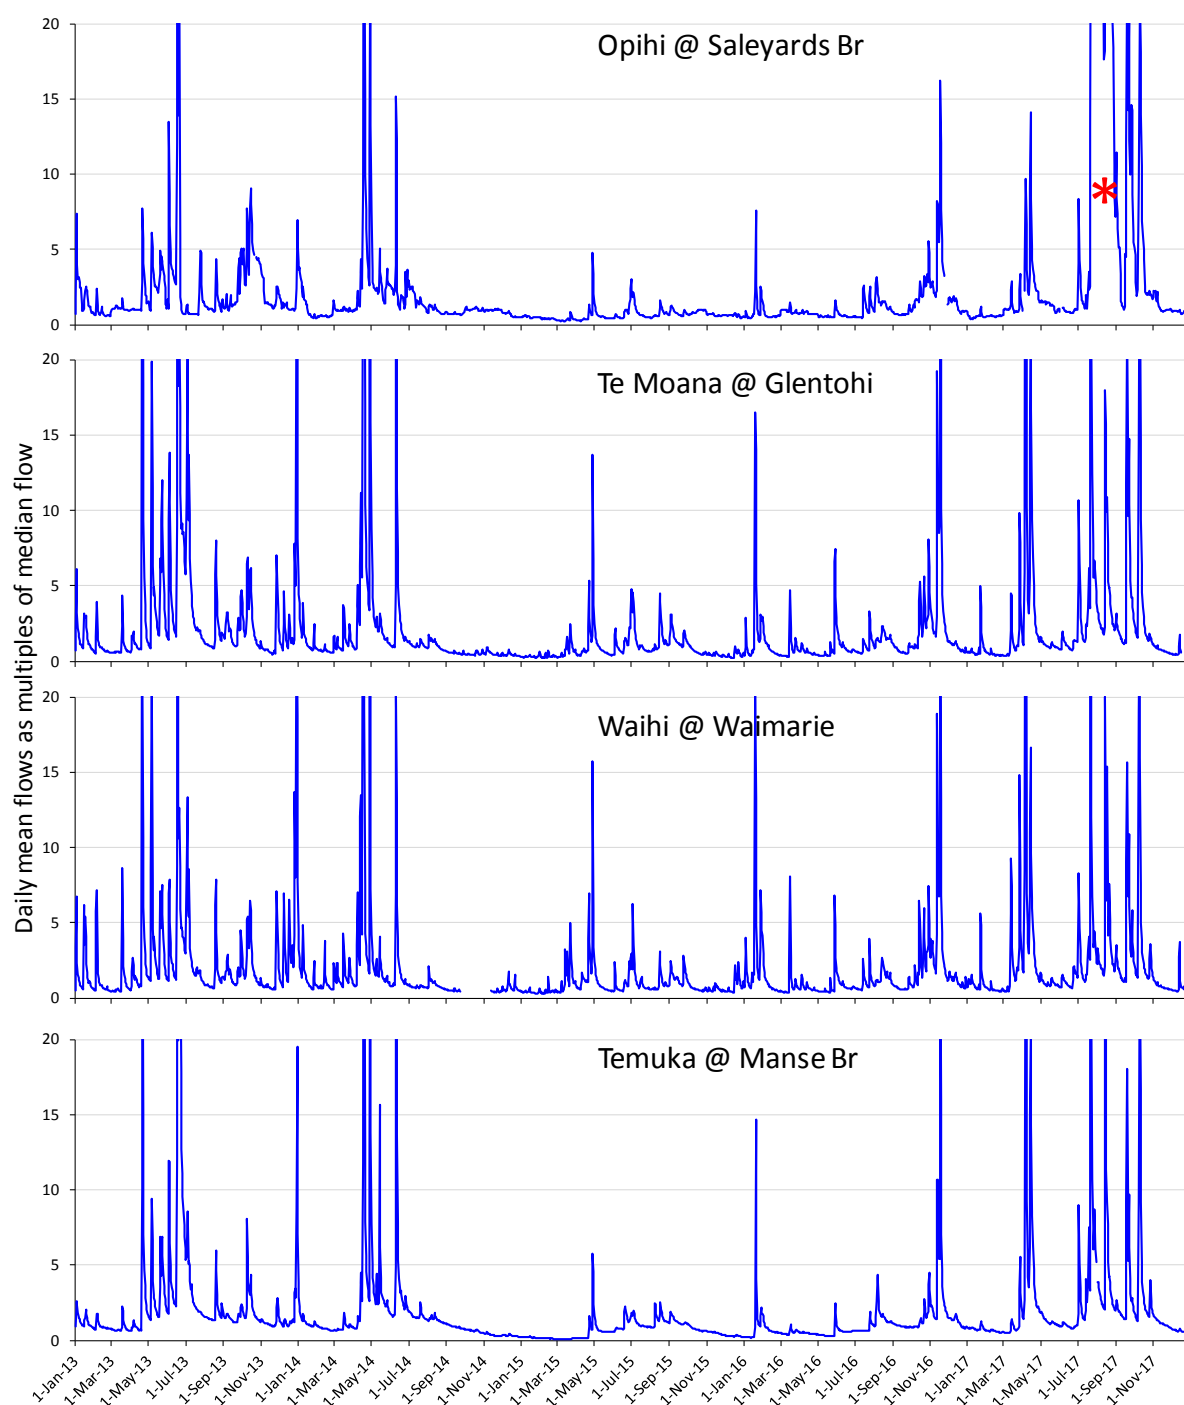 Daily mean flows as multiples of median flow
20
15
10
5
0
Opihi @ Saleyards Br
*
20
15
10
5
0
Te Moana @ Glentohi
20
15
10
5
0
Waihi @ Waimarie
20
15
10
5
0
Temuka @ Manse Br
1-Jan-13
1-Mar-13
1-May-13
1-Jul-13
1-Sep-13
1-Nov-13
1-Jan-14
1-Mar-14
1-May-14
1-Jul-14
1-Sep-14
1-Nov-14
1-Jan-15
1-Mar-15
1-May-15
1-Jul-15
1-Sep-15
1-Nov-15
1-Jan-16
1-Mar-16
1-May-16
1-Jul-16
1-Sep-16
1-Nov-16
1-Jan-17
1-Mar-17
1-May-17
1-Jul-17
1-Sep-17
1-Nov-17